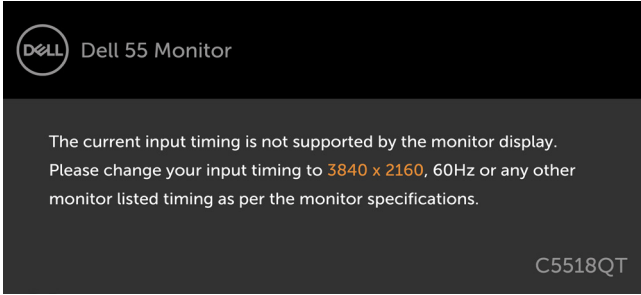 DELL
Dell 55 Monitor
The current input timing is not supported by the monitor display.
Please change your input timing to 3840 x 2160, 60Hz or any other
monitor listed timing as per the monitor specifications.
C5518QT